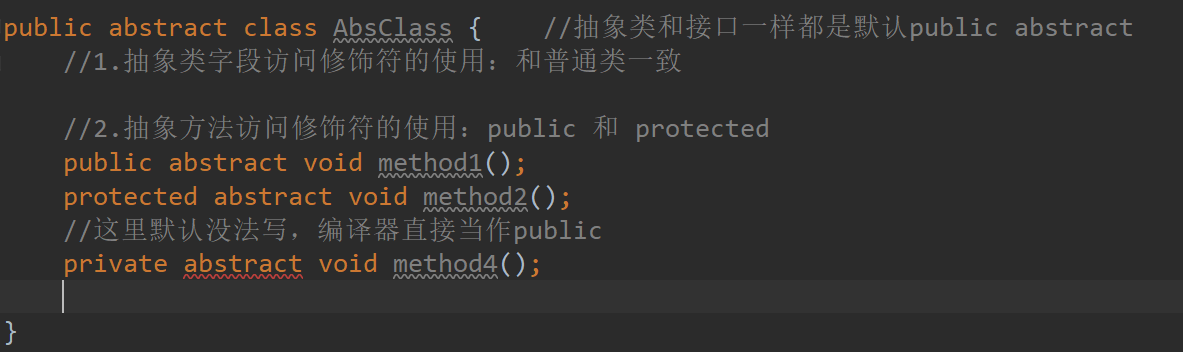 public abstract class AbsClass {    //抽象类和接口一样都是默认public abstract
//1.抽象类字段访问修饰符的使用：和普通类一致
//2.抽象方法访问修饰符的使用：public 和 protected
public abstract void method1();
protected abstract void method2();
//这里默认没法写，编译器直接当作public
private abstract void method4();
}